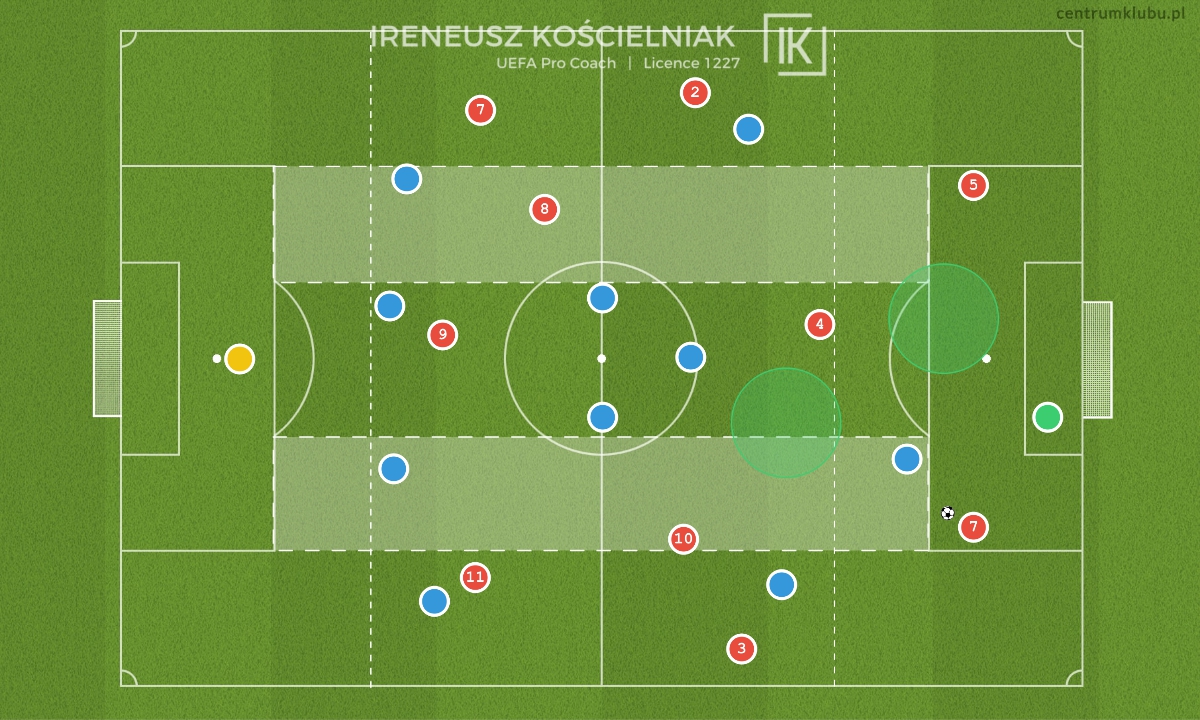 centrumklubu.pl
IRENEUSZ KOŚCIELNIAK
IK
UEFA Pro Coach | Licence 1227
2
7
5
8
4
9
7
10
11
3